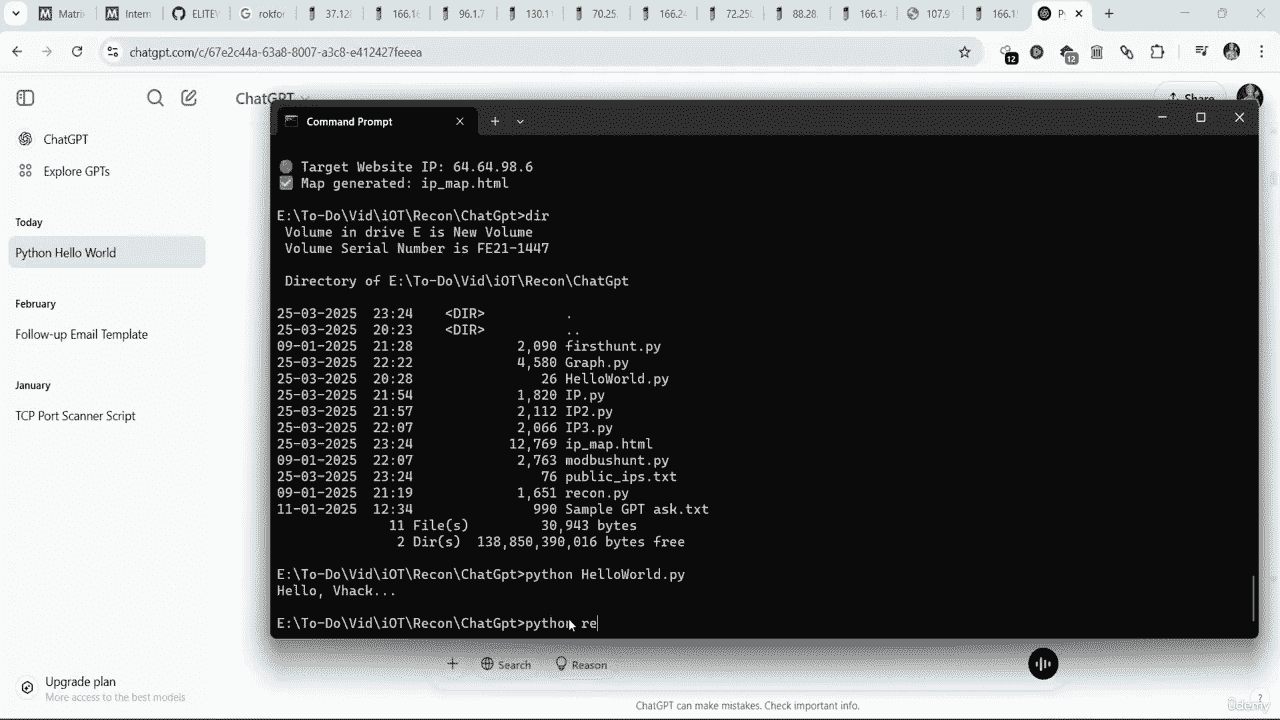 Matri
Intern
ELITEV
rokfor
37.128
166.16
96.1.7
130.11
70.25.
166.24
72.250
88.28.
166.14
107.9
166.1
Py
chatgpt.com/c/67e2c44a-63a8-8007-a3c8-e412427feeea
12
12
ChatGPT
Share
ChatGPT
Explore GPTs
Today
Python Hello World
February
Follow-up Email Template
January
TCP Port Scanner Script
Upgrade plan
More access to the best models
Command Prompt
Target Website IP: 64.64.98.6
Map generated: ip_map.html
E:\To-Do\Vid\iOT\Recon\ChatGpt>dir
Volume in drive E is New Volume
Volume Serial Number is FE21-1447
Directory of E:\To-Do\Vid\iOT\Recon\ChatGpt
25-03-2025 23:24 <DIR> .
25-03-2025 20:23 <DIR> ..
09-01-2025 21:28 2,090 firsthunt.py
25-03-2025 22:22 4,580 Graph.py
25-03-2025 20:28 26 HelloWorld.py
25-03-2025 21:54 1,820 IP.py
25-03-2025 21:57 2,112 IP2.py
25-03-2025 22:07 2,066 IP3.py
25-03-2025 23:24 12,769 ip_map.html
09-01-2025 22:07 2,763 modbushunt.py
25-03-2025 23:24 76 public_ips.txt
09-01-2025 21:19 1,651 recon.py
11-01-2025 12:34 990 Sample GPT ask.txt
11 File(s) 30,943 bytes
2 Dir(s) 138,850,390,016 bytes free
E:\To-Do\Vid\iOT\Recon\ChatGpt>python HelloWorld.py
Hello, Vhack...
E:\To-Do\Vid\iOT\Recon\ChatGpt>python re
Search
Reason
ChatGPT can make mistakes. Check important info.
?
Udemy